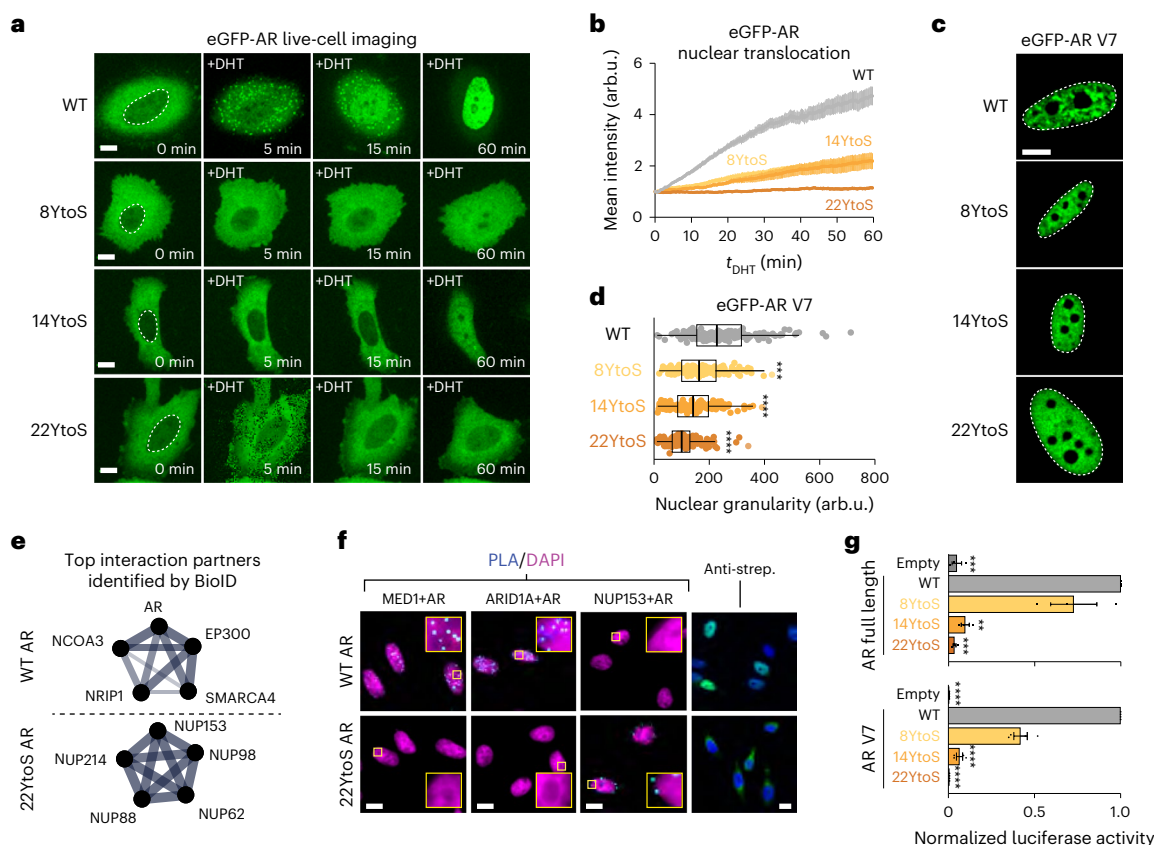 a
eGFP-AR live-cell imaging
WT
0 min
+DHT
5 min
+DHT
15 min
+DHT
60 min
8YtoS
0 min
+DHT
5 min
+DHT
15 min
+DHT
60 min
14YtoS
0 min
+DHT
5 min
+DHT
15 min
+DHT
60 min
22YtoS
0 min
+DHT
5 min
+DHT
15 min
+DHT
60 min
b
eGFP-AR
nuclear translocation
Mean intensity (arb.u.)
6
4
2
0
WT
14YtoS
8YtoS
22YtoS
0 10 20 30 40 50 60
tDHT (min)
c
eGFP-AR V7
WT
8YtoS
14YtoS
22YtoS
d
eGFP-AR V7
WT
8YtoS
***
14YtoS
****
22YtoS
****
0 200 400 600 800
Nuclear granularity (arb.u.)
e
Top interaction partners
identified by BioID
WT AR
AR
NCOA3
EP300
NRIP1
SMARCA4
22YtoS AR
NUP153
NUP214
NUP98
NUP88
NUP62
f
PLA/DAPI
Anti-strep.
MED1+AR
ARID1A+AR
NUP153+AR
WT AR
22YtoS AR
g
AR full length
Empty
***
WT
8YtoS
14YtoS
**
22YtoS
***
AR V7
Empty
****
WT
8YtoS
14YtoS
****
22YtoS
****
0 0.5 1.0
Normalized luciferase activity